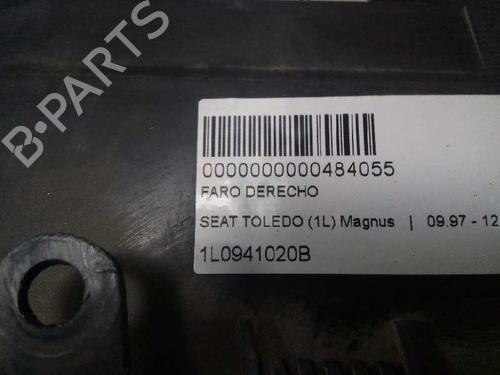 B-PARTS
0000000000484055
FARO DERECHO
SEAT TOLEDO (1L) Magnus | 09.97 - 12
1L0941020B